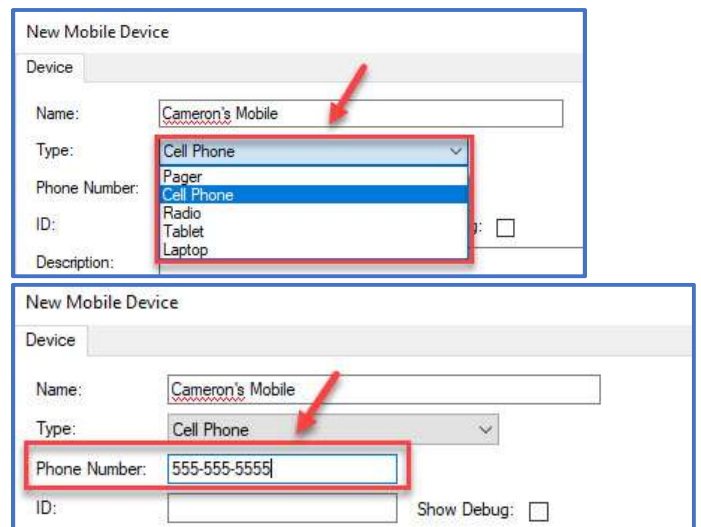 New Mobile Device
Device
Name: Cameron's Mobile
Type: Cell Phone
Pager
Phone Number: Cell Phone
Radio
ID:
Tablet
Laptop
Description:
New Mobile Device
Device
Name: Cameron's Mobile
Type: Cell Phone
Phone Number: 555-555-5555
ID: Show Debug: